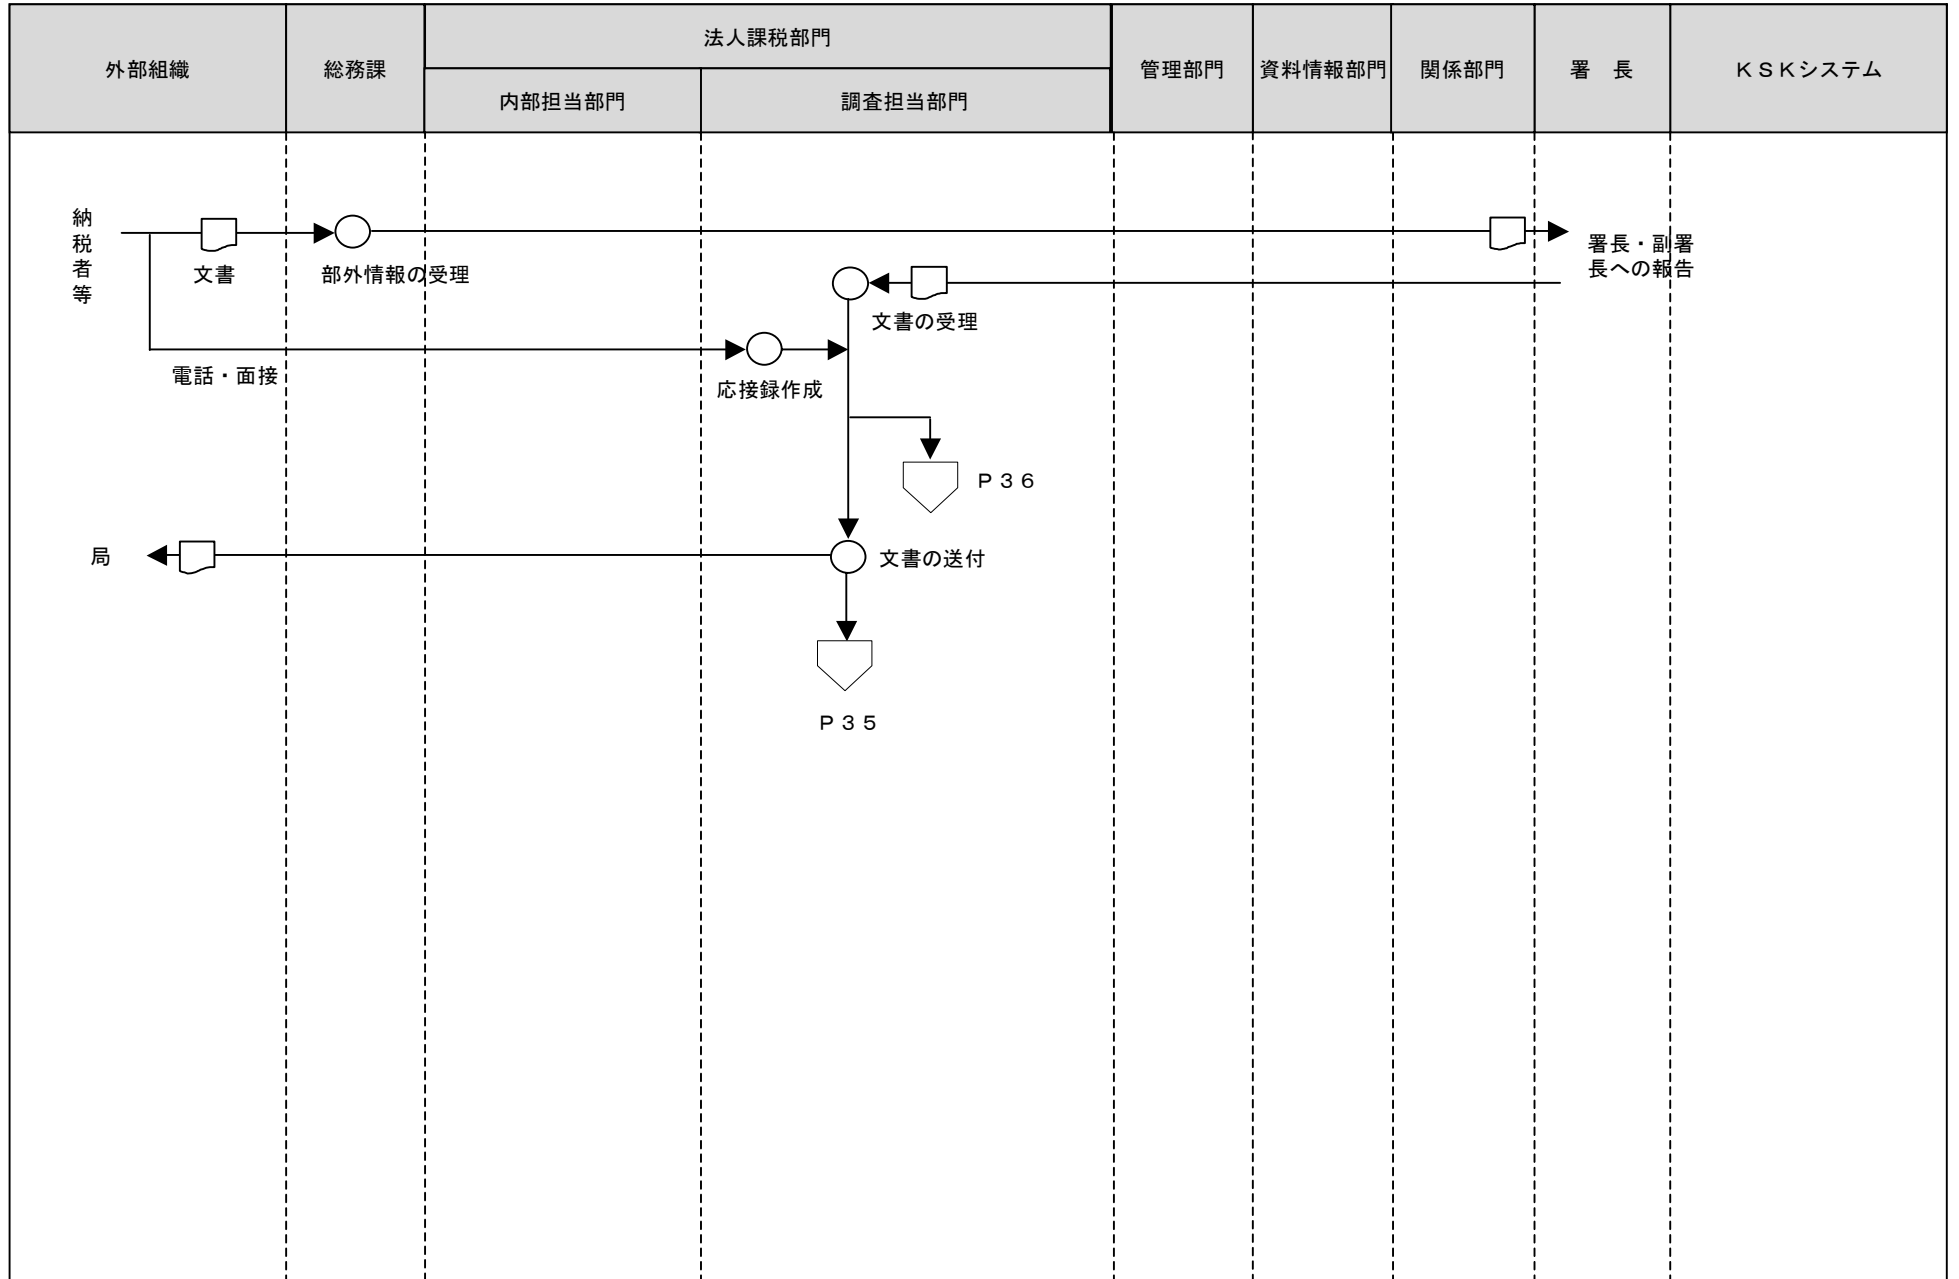 外部組織
総務課
法人課税部門
内部担当部門
調査担当部門
管理部門
資料情報部門
関係部門
署　長
ＫＳＫシステム
納税者等
文書
部外情報の受理
署長・副署
長への報告
文書の受理
電話・面接
応接録作成
Ｐ３６
局
文書の送付
Ｐ３５